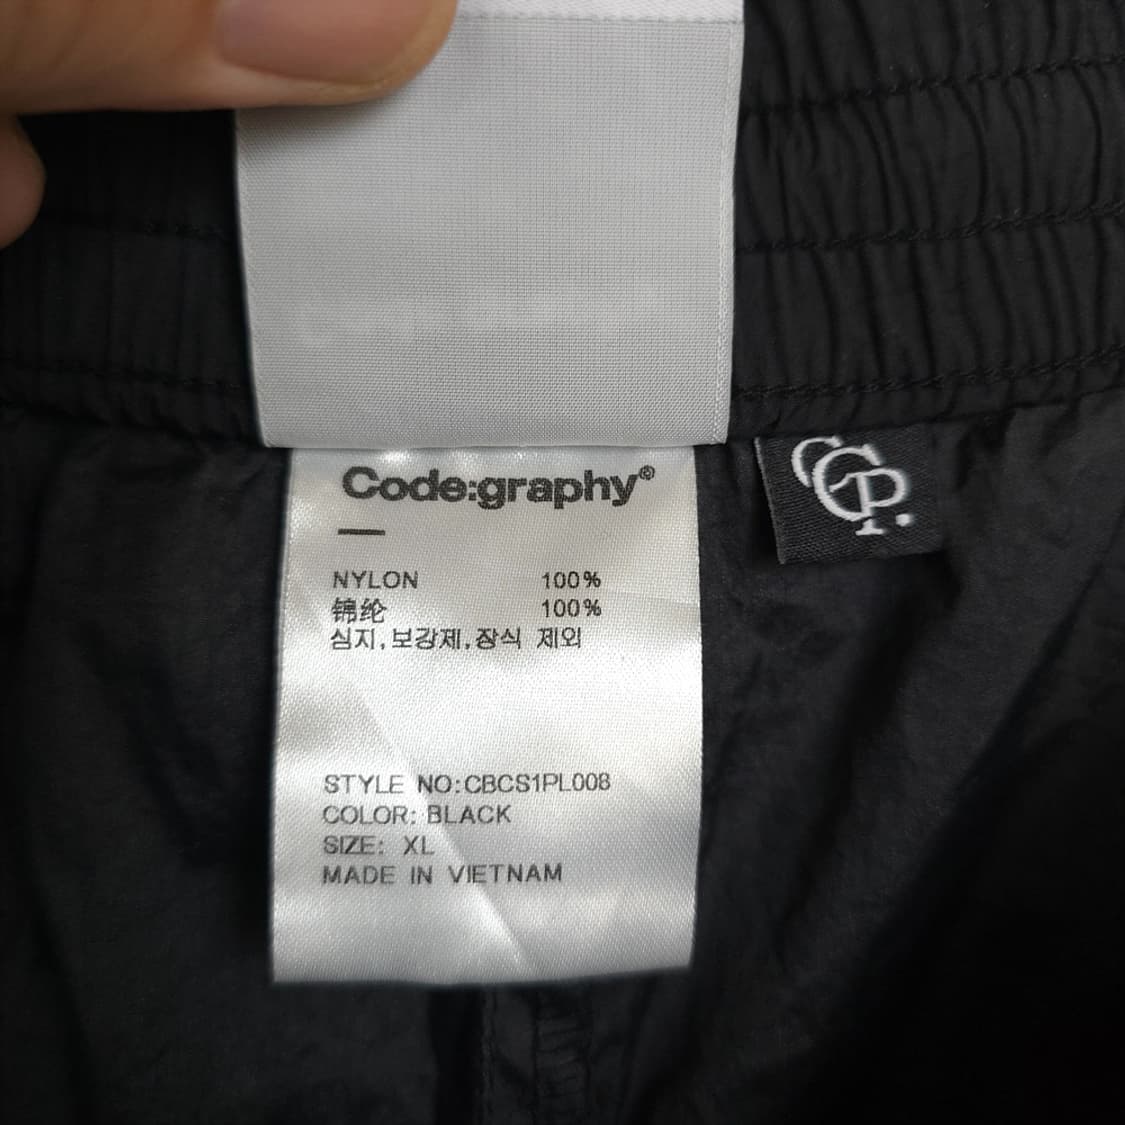 Code:graphy®
NYLON 100%
锦纶 100%
심지,보강제,장식 제외
STYLE NO:CBCS1PL008
COLOR: BLACK
SIZE: XL
MADE IN VIETNAM
CGP.